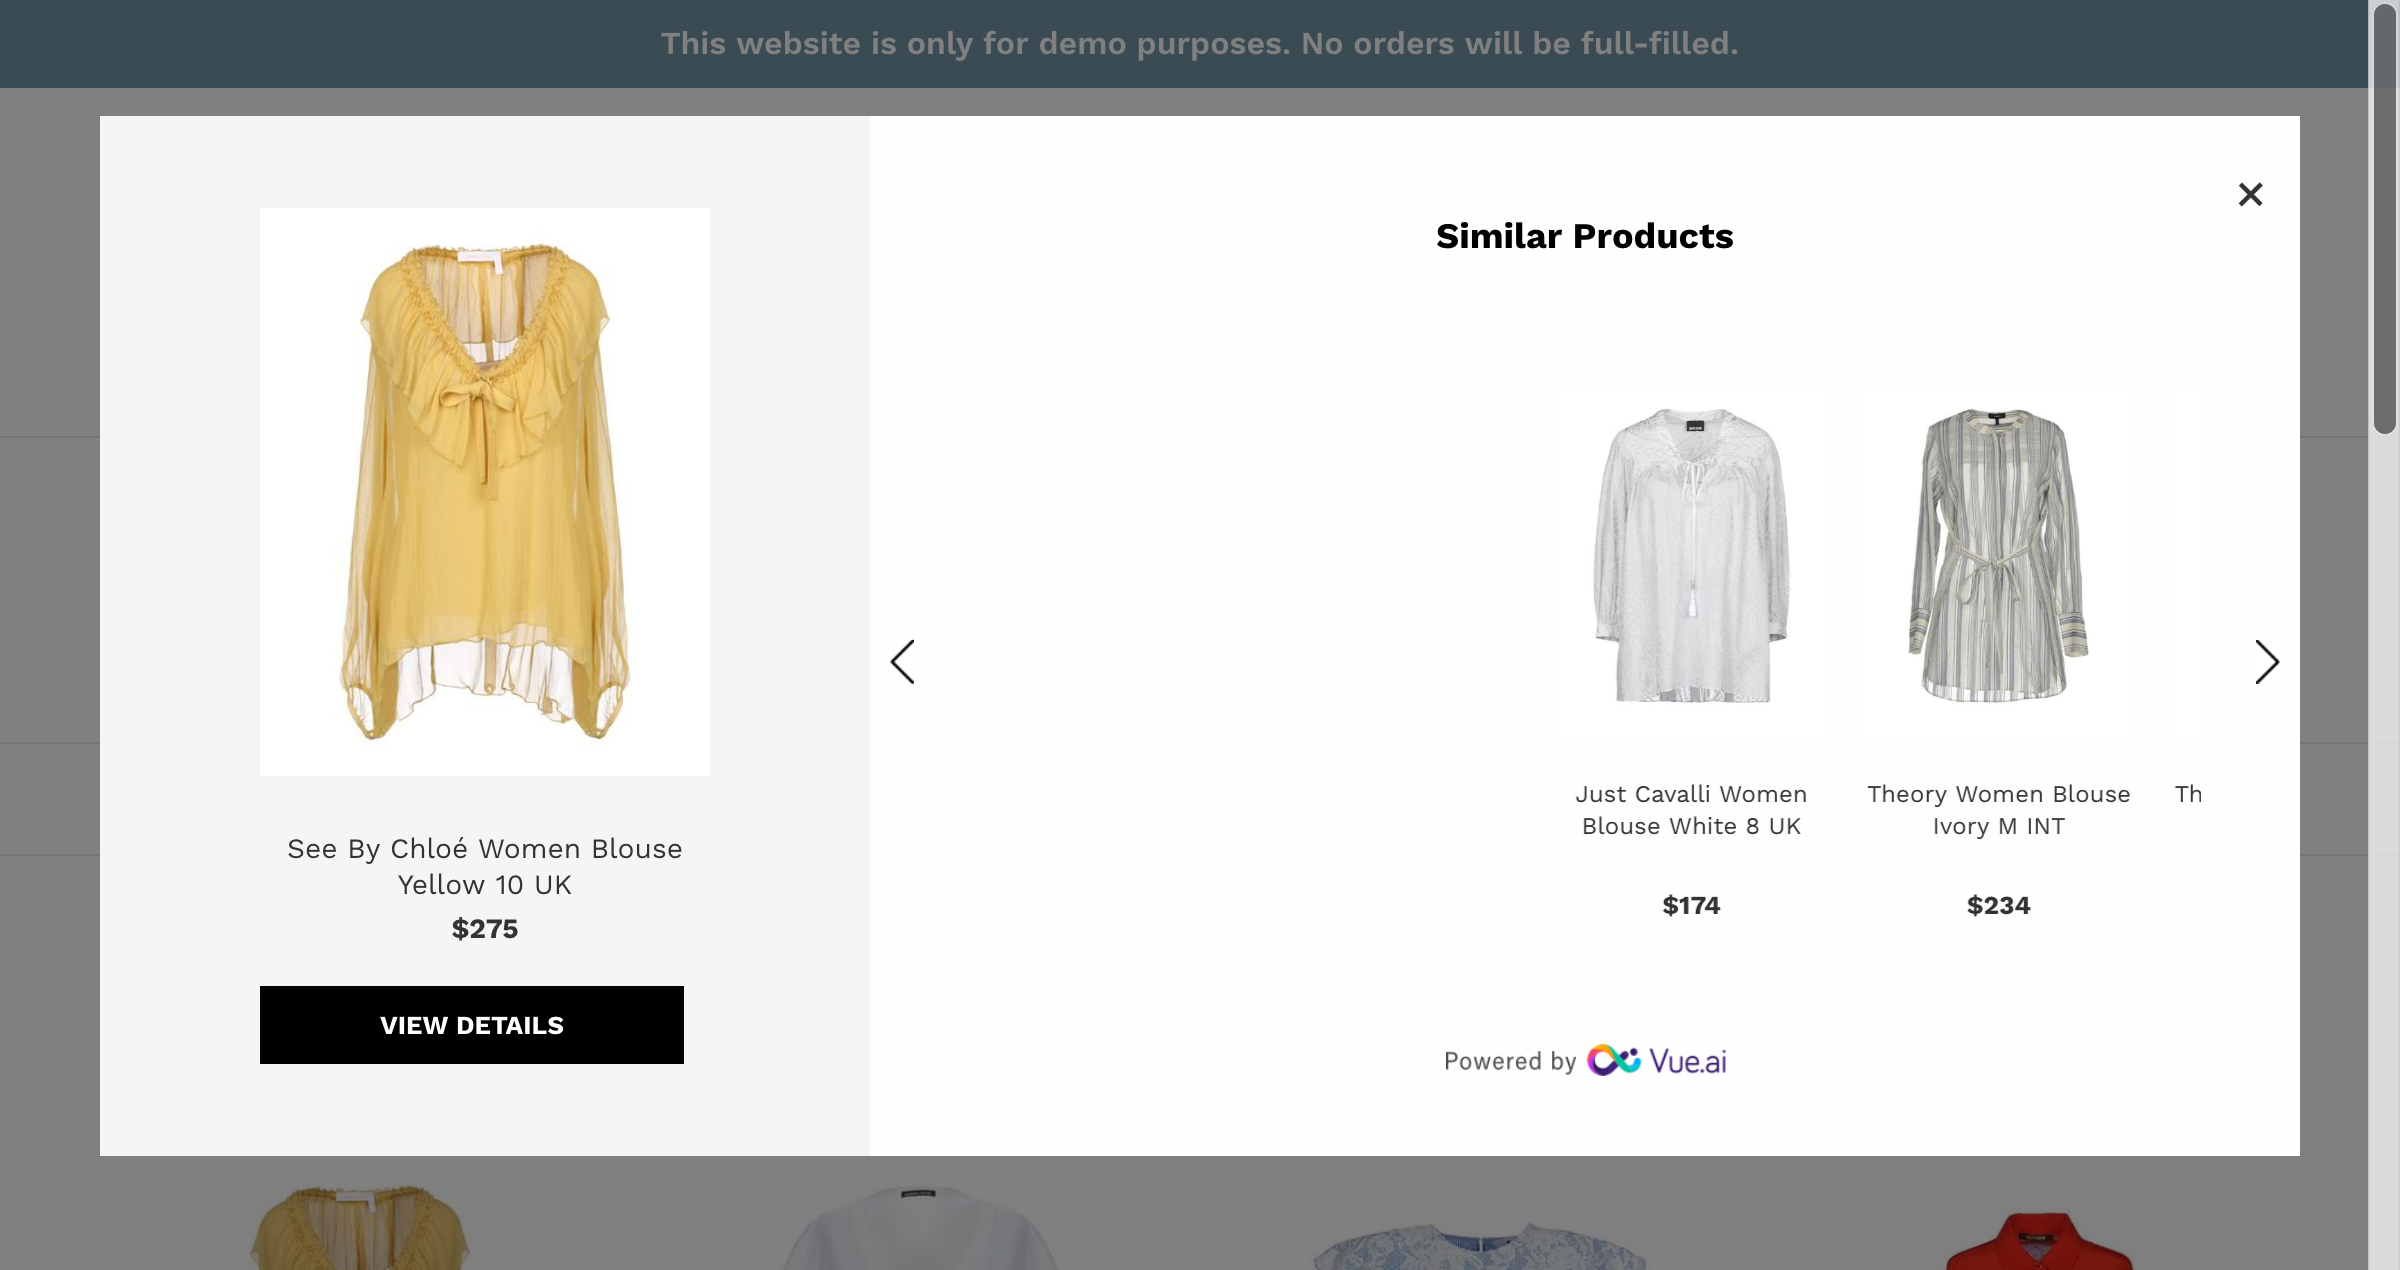 This website is only for demo purposes. No orders will be full-filled.
Similar Products
See By Chloé Women Blouse
Yellow 10 UK
$275
VIEW DETAILS
Just Cavalli Women
Blouse White 8 UK
$174
Theory Women Blouse
Ivory M INT
$234
Th
Powered by Vue.ai